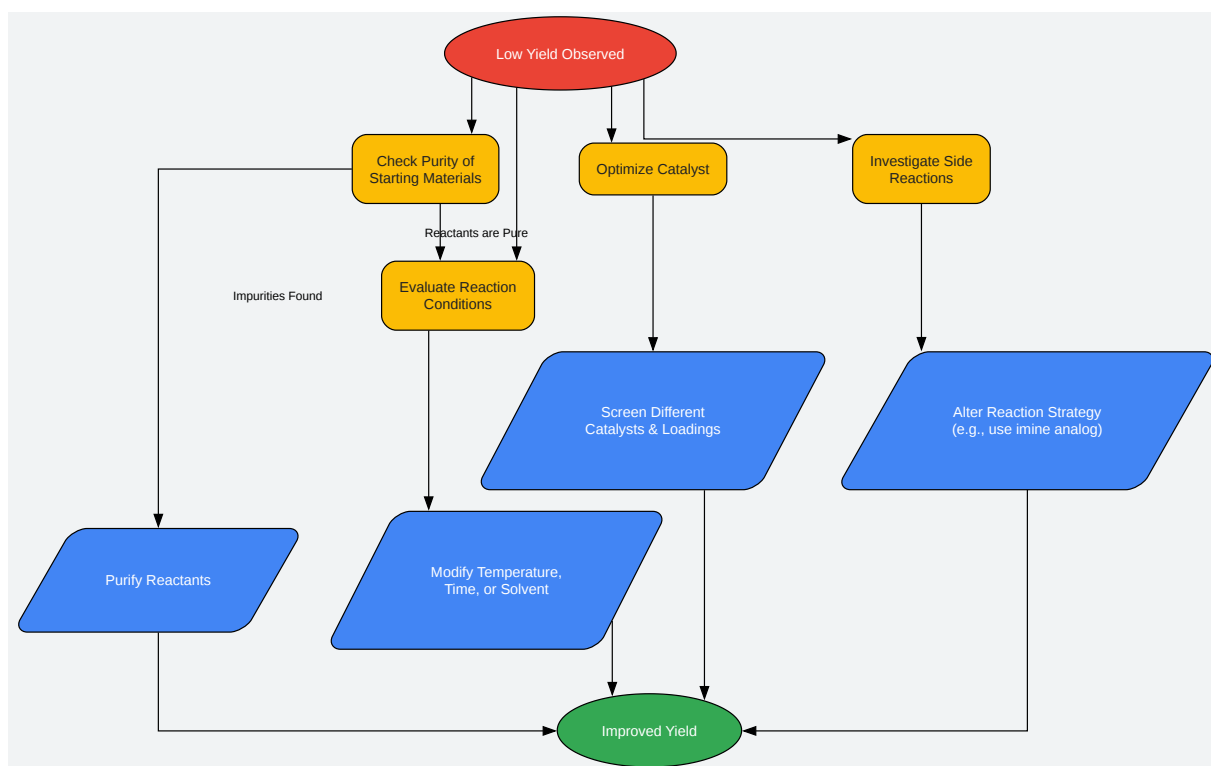 Low Yield Observed
Check Purity of
Starting Materials
Optimize Catalyst
Investigate Side
Reactions
Reactants are Pure
Impurities Found
Evaluate Reaction
Conditions
Screen Different
Catalysts & Loadings
Alter Reaction Strategy
(e.g., use imine analog)
Purify Reactants
Modify Temperature,
Time, or Solvent
Improved Yield